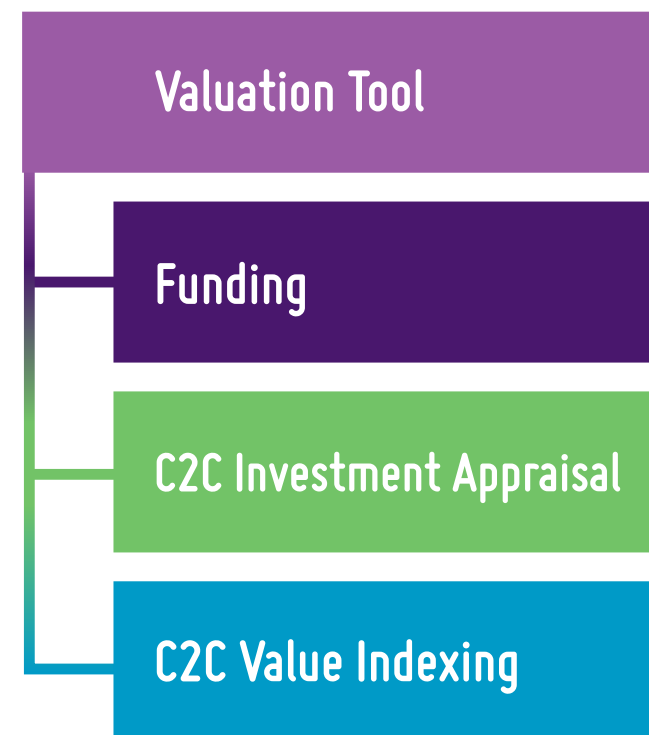 Valuation Tool
Funding
C2C Investment Appraisal
C2C Value Indexing